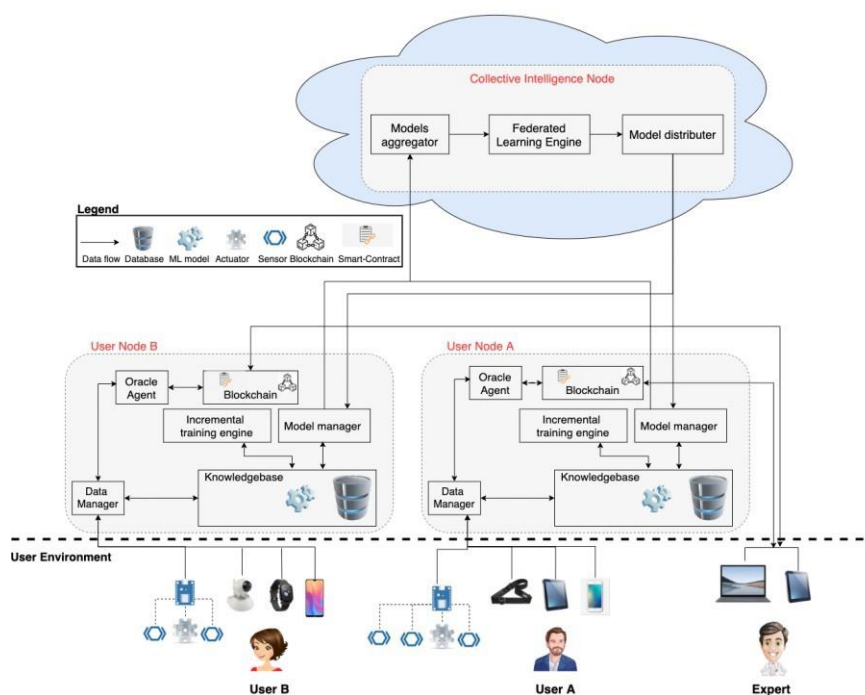 Collective Intelligence Node
Models
aggregator
Federated
Learning Engine
Model distributer
Legend
Data flow
Database
ML model
Actuator
Sensor
Blockchain
Smart-Contract
User Node B
Oracle
Agent
Blockchain
Incremental
training engine
Model manager
Knowledgebase
Data
Manager
User Node A
Oracle
Agent
Blockchain
Incremental
training engine
Model manager
Knowledgebase
Data
Manager
User Environment
User B
User A
Expert